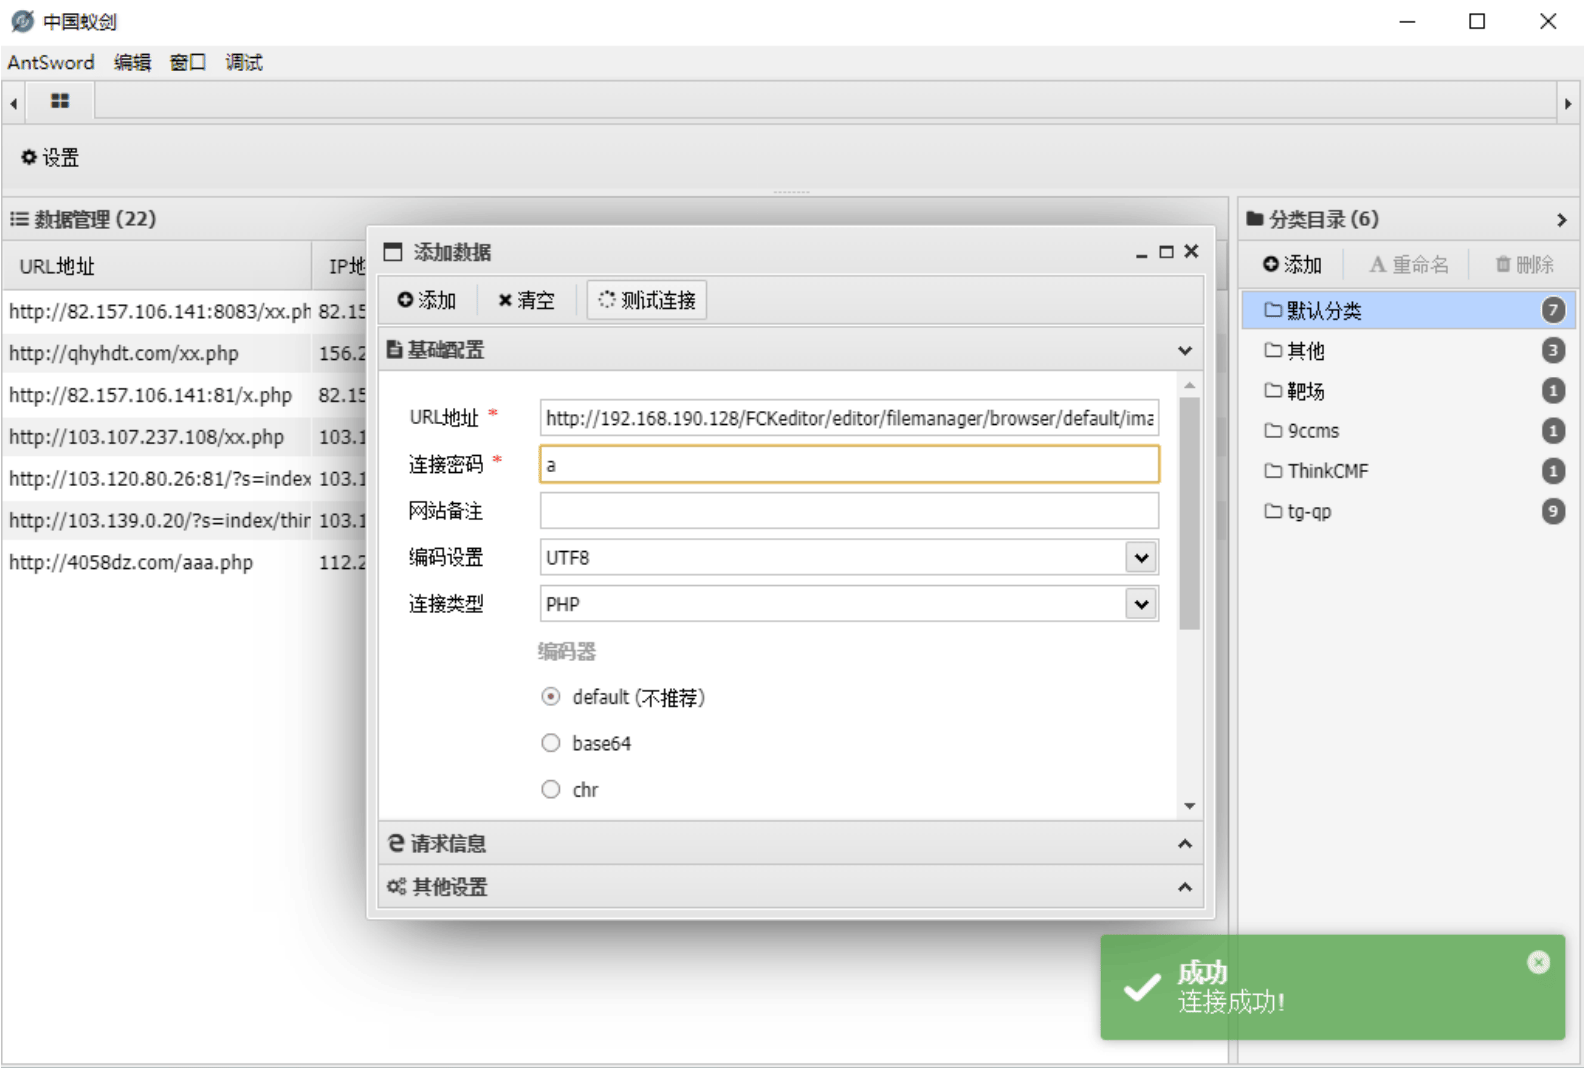 中国蚁剑
AntSword 编辑 窗口 调试
设置
数据管理 (22)
URL地址 IP地
http://82.157.106.141:8083/xx.ph 82.15
http://qhyhdt.com/xx.php 156.2
http://82.157.106.141:81/x.php 82.15
http://103.107.237.108/xx.php 103.1
http://103.120.80.26:81/?s=index 103.1
http://103.139.0.20/?s=index/thin 103.1
http://4058dz.com/aaa.php 112.2
添加数据
添加 清空 测试连接
基础配置
URL地址 * http://192.168.190.128/FCKeditor/editor/filemanager/browser/default/ima
连接密码 * a
网站备注
编码设置 UTF8
连接类型 PHP
编码器
default (不推荐)
base64
chr
请求信息
其他设置
分类目录 (6)
添加 A 重命名 删除
默认分类 7
其他 3
靶场 1
9ccms 1
ThinkCMF 1
tg-qp 9
成功
连接成功!